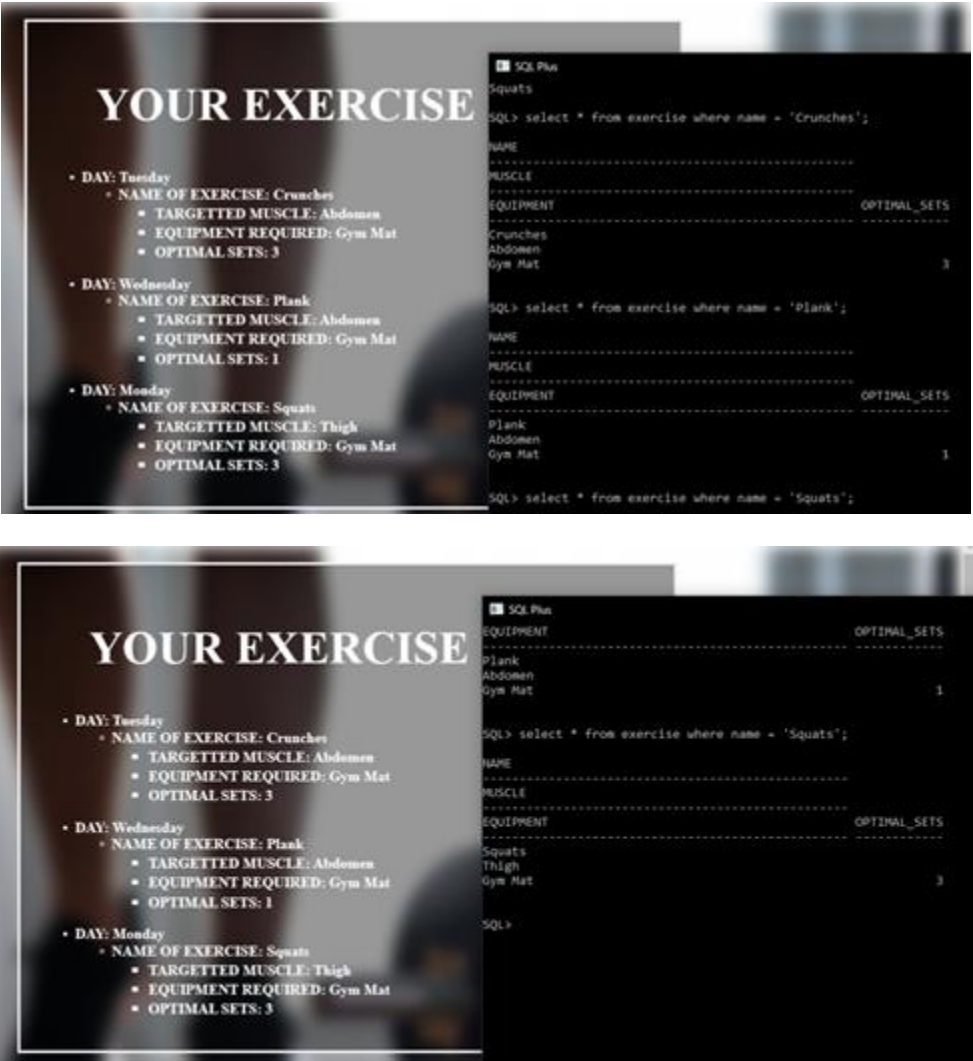 YOUR EXERCISE
• DAY: Tuesday
◦ NAME OF EXERCISE: Crunches
▪ TARGETTED MUSCLE: Abdomen
▪ EQUIPMENT REQUIRED: Gym Mat
▪ OPTIMAL SETS: 3
• DAY: Wednesday
◦ NAME OF EXERCISE: Plank
▪ TARGETTED MUSCLE: Abdomen
▪ EQUIPMENT REQUIRED: Gym Mat
▪ OPTIMAL SETS: 1
• DAY: Monday
◦ NAME OF EXERCISE: Squats
▪ TARGETTED MUSCLE: Thigh
▪ EQUIPMENT REQUIRED: Gym Mat
▪ OPTIMAL SETS: 3
SQL Plus
Squats
SQL> select * from exercise where name = 'Crunches';
NAME
--------------------------------------------------
MUSCLE
--------------------------------------------------
EQUIPMENT OPTIMAL_SETS
-------------------------------------------------- ------------
Crunches
Abdomen
Gym Mat 3
SQL> select * from exercise where name = 'Plank';
NAME
--------------------------------------------------
MUSCLE
--------------------------------------------------
EQUIPMENT OPTIMAL_SETS
-------------------------------------------------- ------------
Plank
Abdomen
Gym Mat 1
SQL> select * from exercise where name = 'Squats';
YOUR EXERCISE
• DAY: Tuesday
◦ NAME OF EXERCISE: Crunches
▪ TARGETTED MUSCLE: Abdomen
▪ EQUIPMENT REQUIRED: Gym Mat
▪ OPTIMAL SETS: 3
• DAY: Wednesday
◦ NAME OF EXERCISE: Plank
▪ TARGETTED MUSCLE: Abdomen
▪ EQUIPMENT REQUIRED: Gym Mat
▪ OPTIMAL SETS: 1
• DAY: Monday
◦ NAME OF EXERCISE: Squats
▪ TARGETTED MUSCLE: Thigh
▪ EQUIPMENT REQUIRED: Gym Mat
▪ OPTIMAL SETS: 3
SQL Plus
EQUIPMENT OPTIMAL_SETS
-------------------------------------------------- ------------
Plank
Abdomen
Gym Mat 1
SQL> select * from exercise where name = 'Squats';
NAME
--------------------------------------------------
MUSCLE
--------------------------------------------------
EQUIPMENT OPTIMAL_SETS
-------------------------------------------------- ------------
Squats
Thigh
Gym Mat 3
SQL>